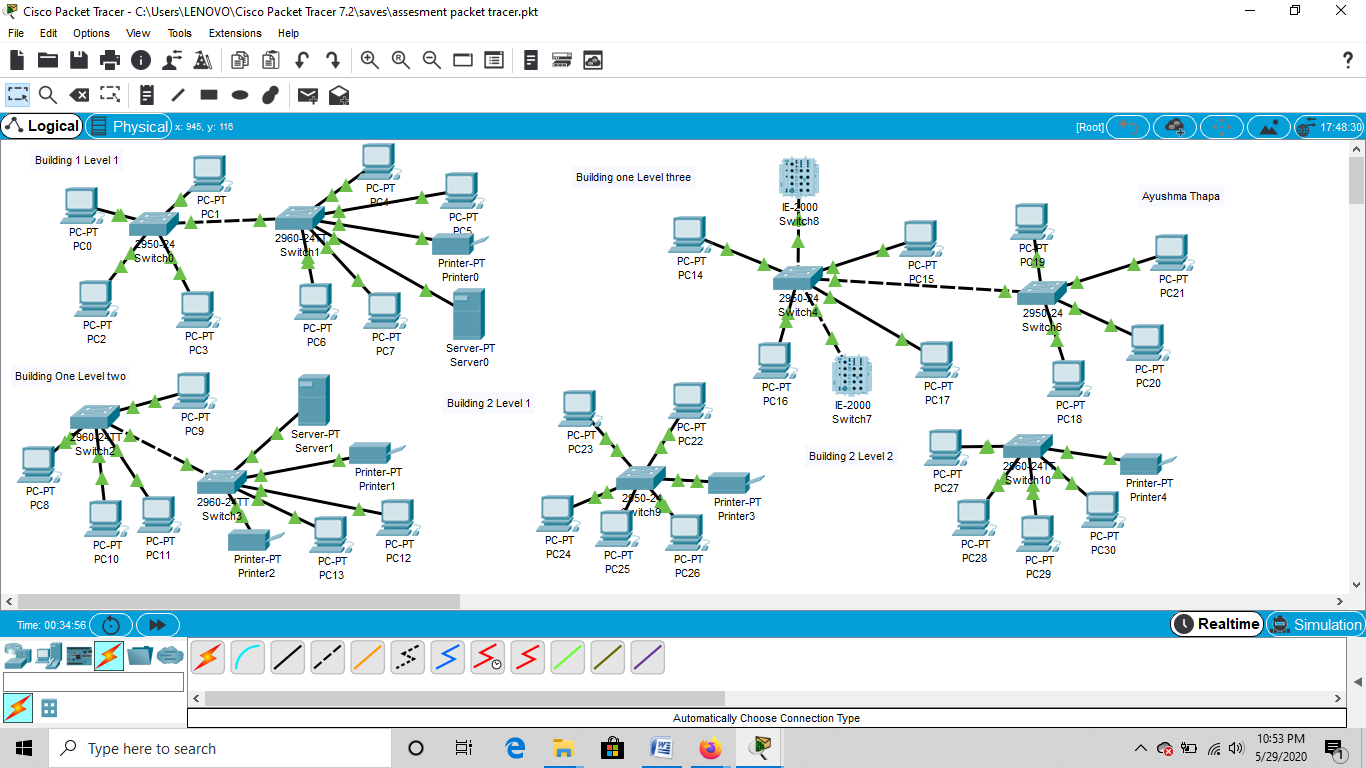 Cisco Packet Tracer - C:\Users\LENOVO\Cisco Packet Tracer 7.2\saves\assesment packet tracer.pkt
File Edit Options View Tools Extensions Help
Logical Physical x: 945, y: 116 [Root] 17:48:30
Building 1 Level 1
PC-PT
PC0
PC-PT
PC1
2950-24
Switch0
PC-PT
PC2
PC-PT
PC3
PC-PT
PC4
PC-PT
PC5
2960-24TT
Switch1
Printer-PT
Printer0
PC-PT
PC6
PC-PT
PC7
Server-PT
Server0
Building One Level two
PC-PT
PC9
2960-24TT
Switch2
PC-PT
PC8
PC-PT
PC10
PC-PT
PC11
Server-PT
Server1
Printer-PT
Printer1
2960-24TT
Switch3
Printer-PT
Printer2
PC-PT
PC13
PC-PT
PC12
Building one Level three
IE-2000
Switch8
PC-PT
PC14
PC-PT
PC15
2950-24
Switch4
PC-PT
PC16
IE-2000
Switch7
PC-PT
PC17
Ayushma Thapa
PC-PT
PC19
PC-PT
PC21
2950-24
Switch6
PC-PT
PC20
PC-PT
PC18
Building 2 Level 1
PC-PT
PC23
PC-PT
PC22
2950-24
Switch9
Printer-PT
Printer3
PC-PT
PC24
PC-PT
PC25
PC-PT
PC26
Building 2 Level 2
PC-PT
PC27
2960-24TT
Switch10
Printer-PT
Printer4
PC-PT
PC28
PC-PT
PC29
PC-PT
PC30
Time: 00:34:56 Realtime Simulation
Automatically Choose Connection Type
Type here to search
10:53 PM
5/29/2020
1